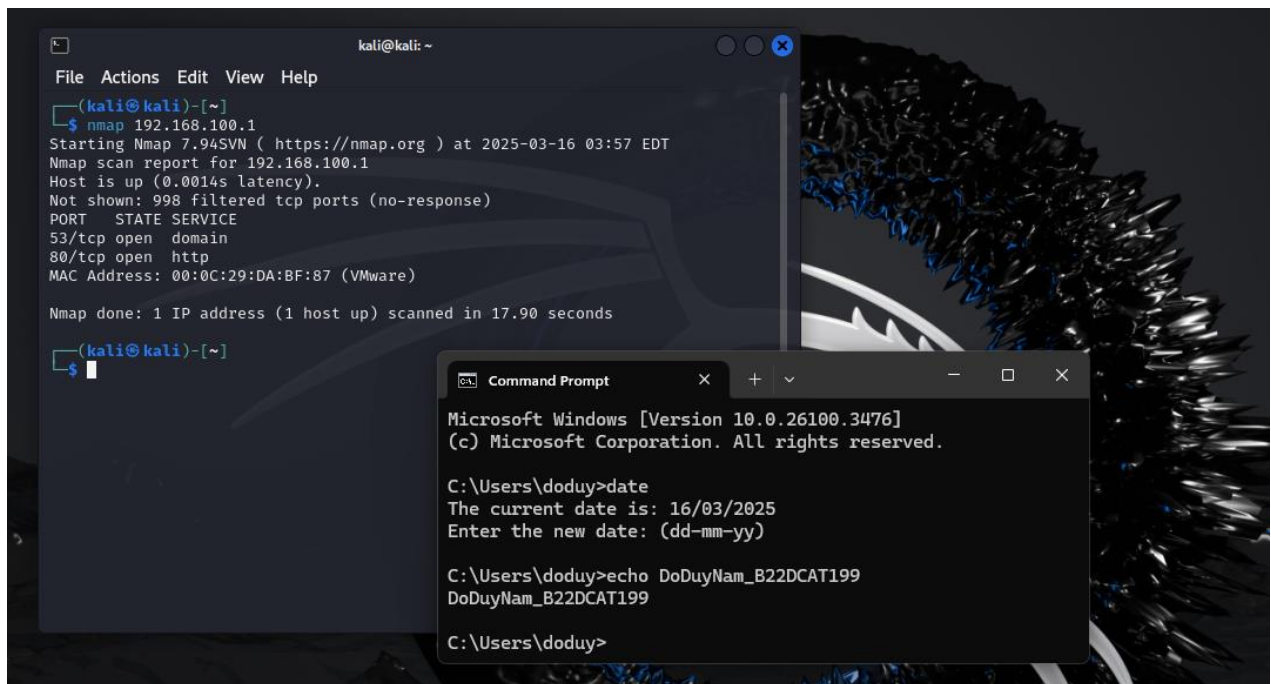 kali@kali: ~
File Actions Edit View Help
┌──(kali㉿kali)-[~]
└─$ nmap 192.168.100.1
Starting Nmap 7.94SVN ( https://nmap.org ) at 2025-03-16 03:57 EDT
Nmap scan report for 192.168.100.1
Host is up (0.0014s latency).
Not shown: 998 filtered tcp ports (no-response)
PORT   STATE SERVICE
53/tcp open  domain
80/tcp open  http
MAC Address: 00:0C:29:DA:BF:87 (VMware)
Nmap done: 1 IP address (1 host up) scanned in 17.90 seconds
┌──(kali㉿kali)-[~]
└─$
Command Prompt
Microsoft Windows [Version 10.0.26100.3476]
(c) Microsoft Corporation. All rights reserved.
C:\Users\doduy>date
The current date is: 16/03/2025
Enter the new date: (dd-mm-yy)
C:\Users\doduy>echo DoDuyNam_B22DCAT199
DoDuyNam_B22DCAT199
C:\Users\doduy>